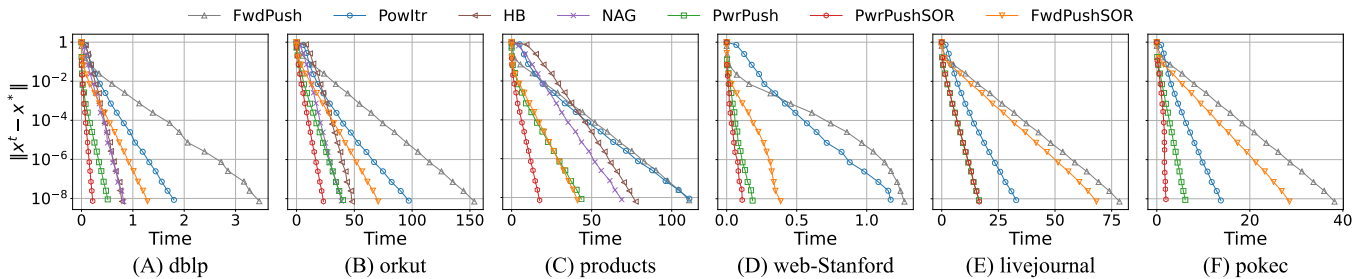 FwdPush PowItr HB NAG PwrPush PwrPushSOR FwdPushSOR
1
10⁻²
10⁻⁴
10⁻⁶
10⁻⁸
‖xᵗ − x*‖
0 1 2 3
Time
(A) dblp
0 50 100 150
Time
(B) orkut
0 50 100
Time
(C) products
0.0 0.5 1.0
Time
(D) web-Stanford
0 25 50 75
Time
(E) livejournal
0 20 40
Time
(F) pokec